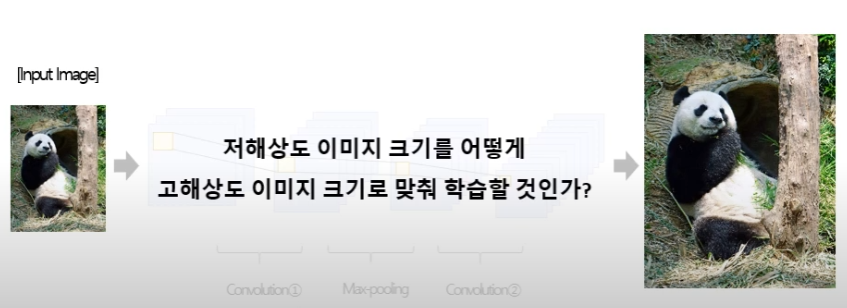 [Input Image]
저해상도 이미지 크기를 어떻게
고해상도 이미지 크기로 맞춰 학습할 것인가?
Convolution① Max-pooling Convolution②